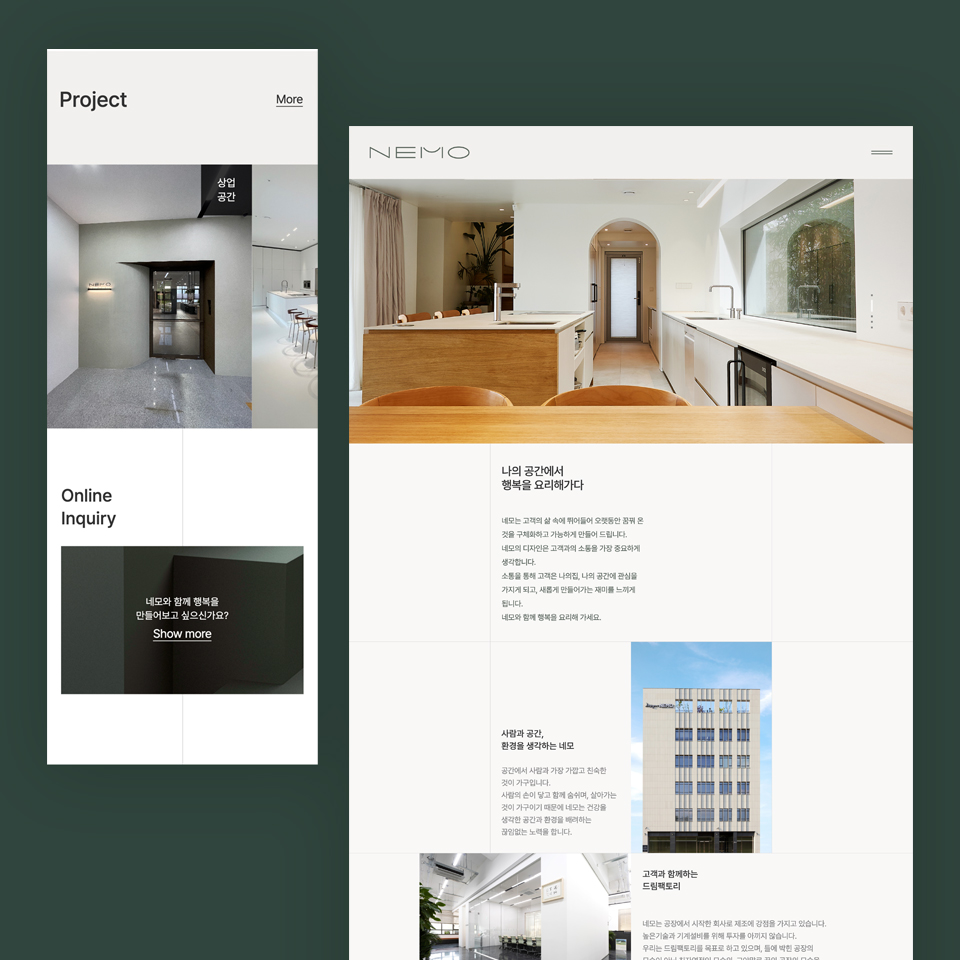 Project
More
상업
공간
NEMO
Online
Inquiry
네모와 함께 행복을
만들어보고 싶으신가요?
Show more
NEMO
나의 공간에서
행복을 요리해가다
네모는 고객의 삶 속에 뛰어들어 오랫동안 꿈꿔 온
것을 구체화하고 가능하게 만들어 드립니다.
네모의 디자인은 고객과의 소통을 가장 중요하게
생각합니다.
소통을 통해 고객은 나의집, 나의 공간에 관심을
가지게 되고, 새롭게 만들어가는 재미를 느끼게
됩니다.
네모와 함께 행복을 요리해 가세요.
사람과 공간,
환경을 생각하는 네모
공간에서 사람과 가장 가깝고 친숙한
것이 가구입니다.
사람의 손이 닿고 함께 숨쉬며, 살아가는
것이 가구이기 때문에 네모는 건강을
생각한 공간과 환경을 배려하는
끊임없는 노력을 합니다.
고객과 함께하는
드림팩토리
네모는 공장에서 시작한 회사로 제조에 강점을 가지고 있습니다.
높은기술과 기계설비를 위해 투자를 아끼지 않습니다.
우리는 드림팩토리를 목표로 하고 있으며, 틀에 박힌 공장의